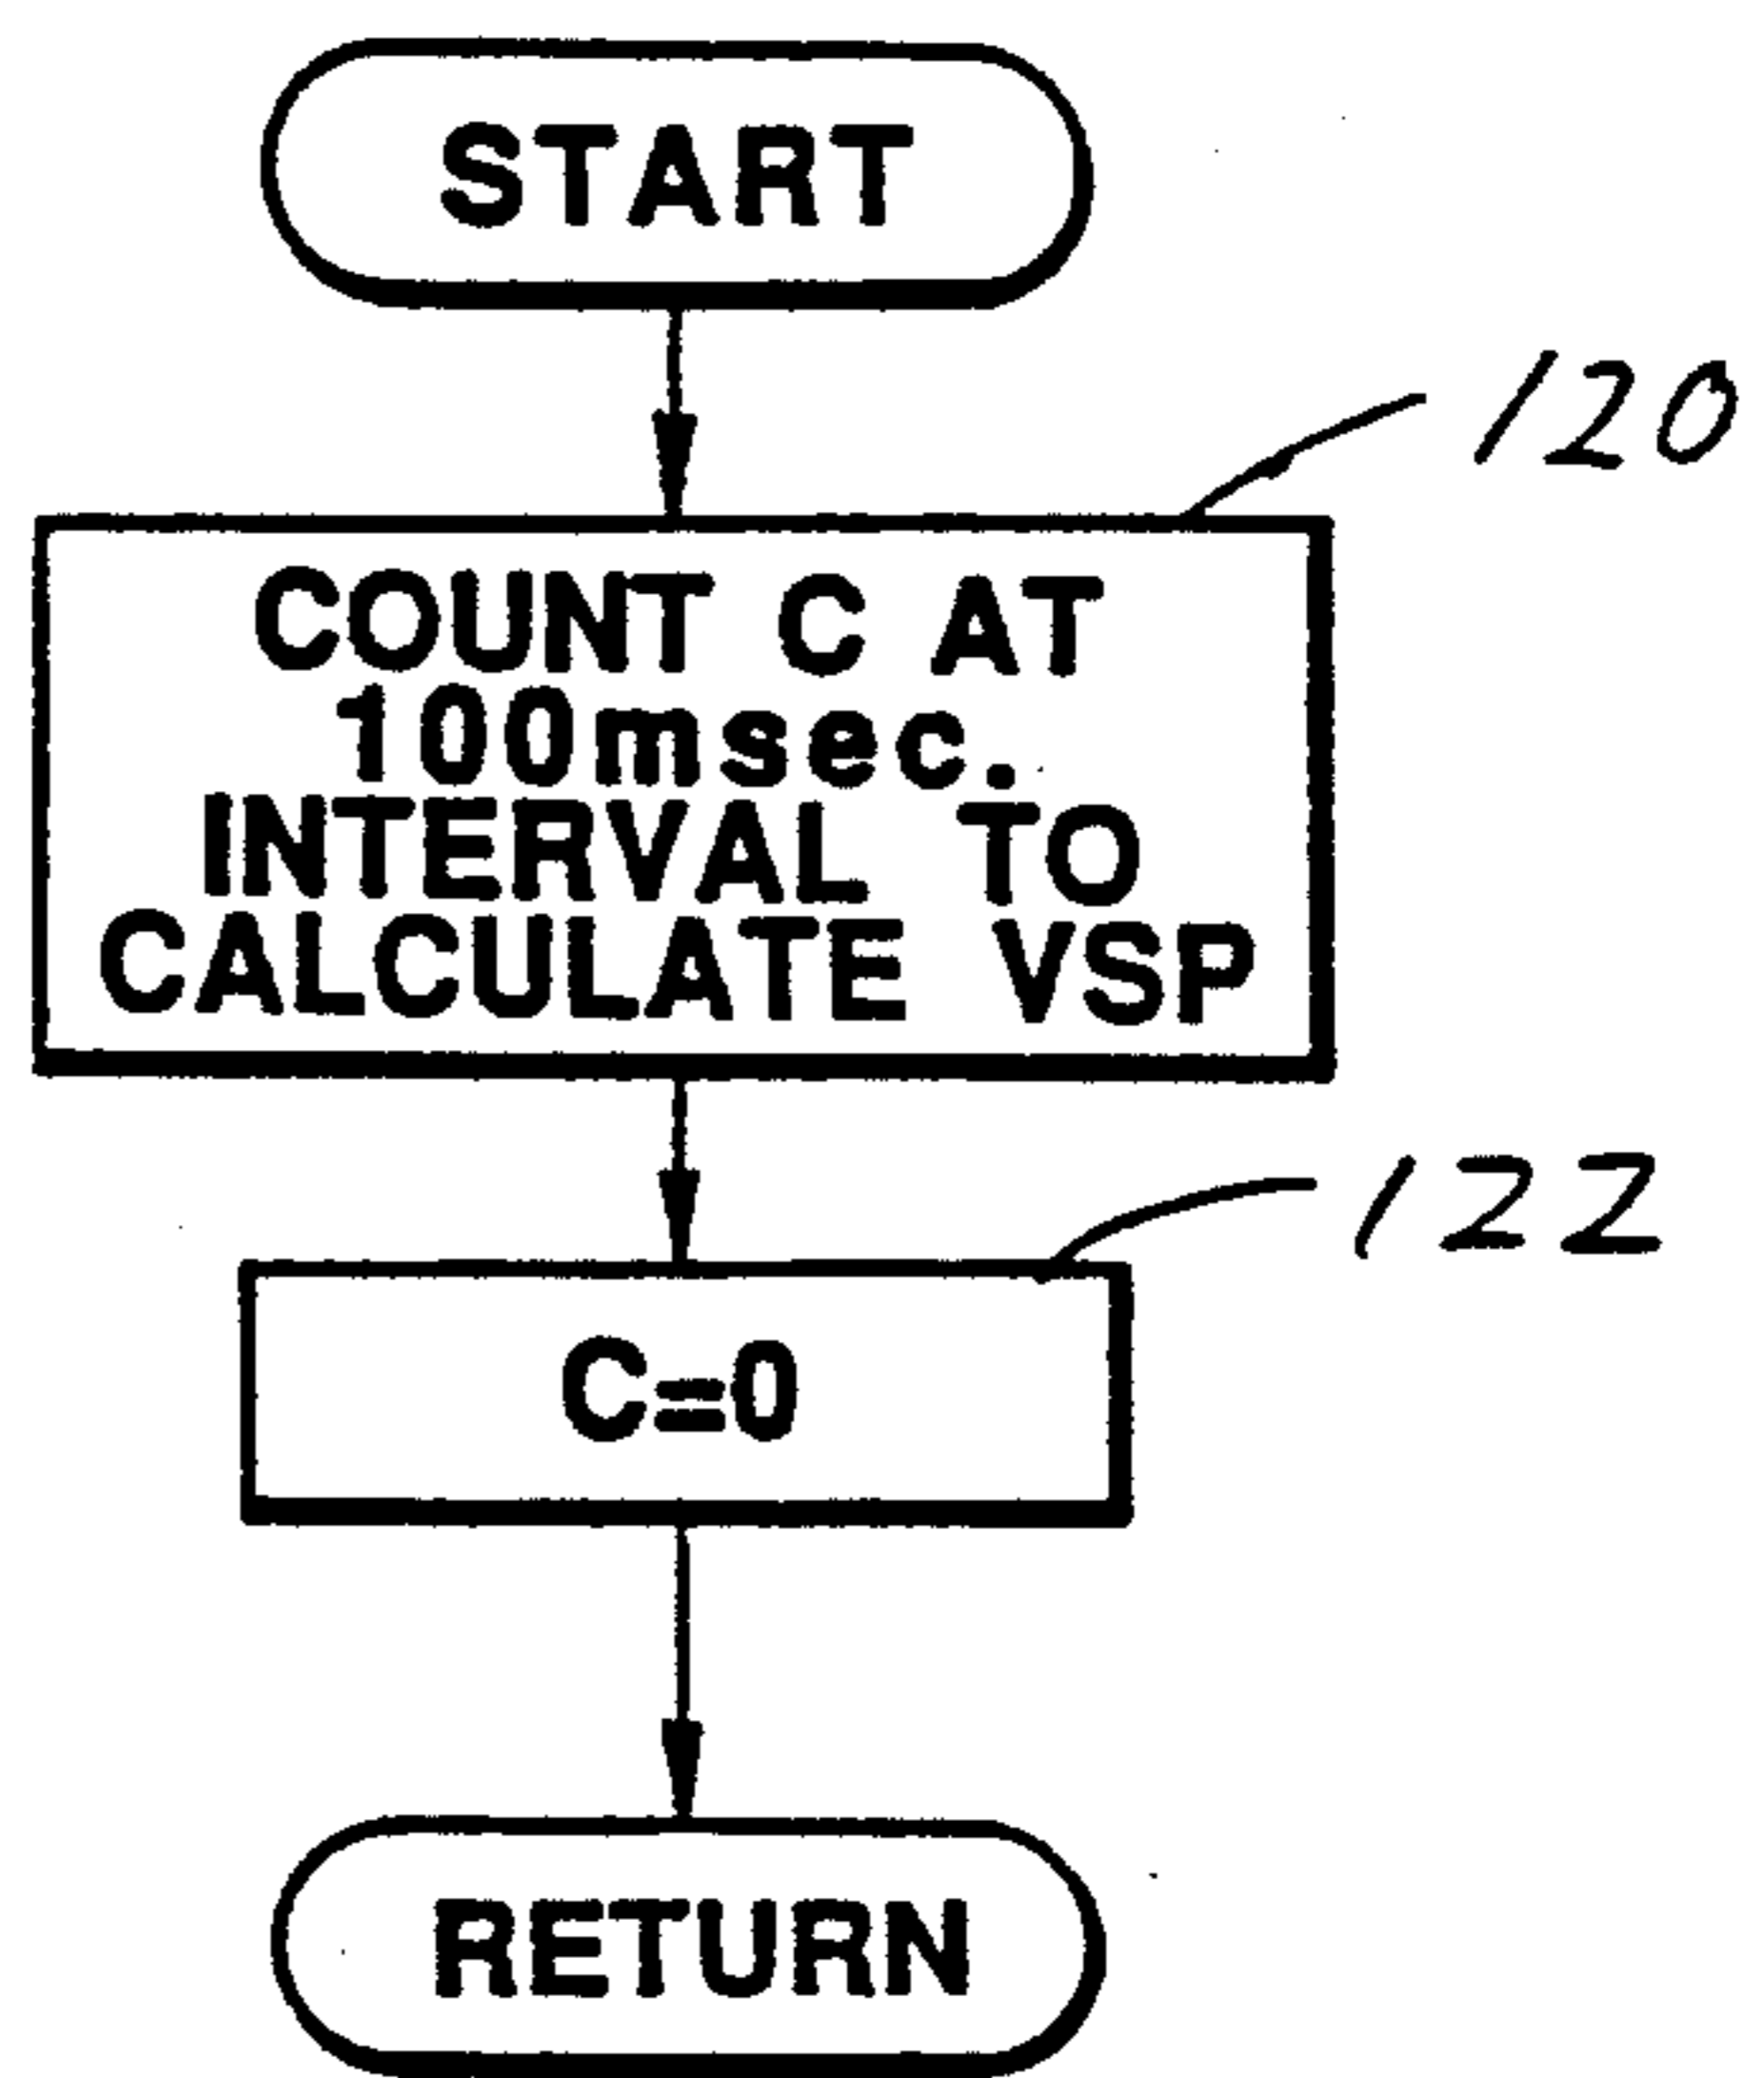 START
120
COUNT C AT
100msec.
INTERVAL TO
CALCULATE VSP
122
C=0
RETURN